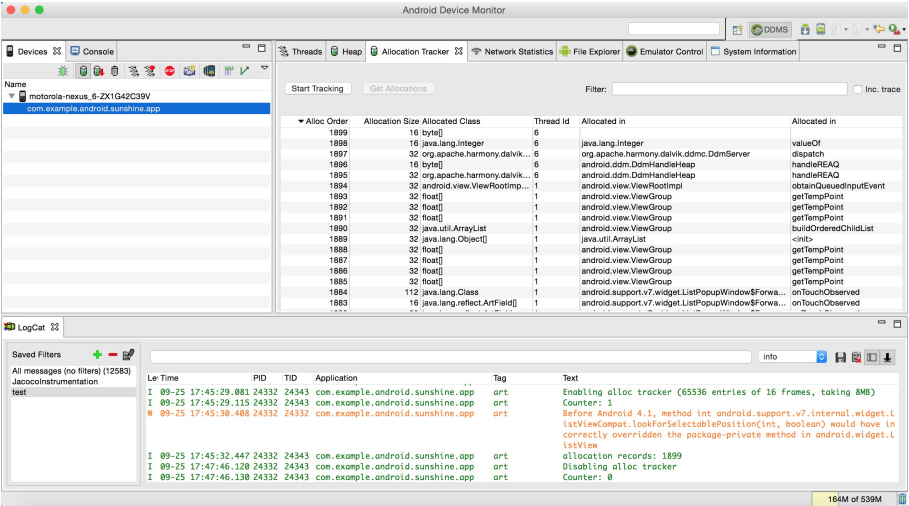 Android Device Monitor
DDMS
Devices Console
Threads Heap Allocation Tracker Network Statistics File Explorer Emulator Control System Information
Name
motorola-nexus_6-ZX1G42C39V
com.example.android.sunshine.app
Start Tracking Get Allocations Filter: Inc. trace
Alloc Order Allocation Size Allocated Class Thread Id Allocated in Allocated in
1899 16 byte[] 6
1898 16 java.lang.Integer 6 java.lang.Integer valueOf
1897 32 org.apache.harmony.dalvik... 6 org.apache.harmony.dalvik.ddmc.DdmServer dispatch
1896 16 byte[] 6 android.ddm.DdmHandleHeap handleREAQ
1895 32 org.apache.harmony.dalvik... 6 android.ddm.DdmHandleHeap handleREAQ
1894 32 android.view.ViewRootImp... 1 android.view.ViewRootImpl obtainQueuedInputEvent
1893 32 float[] 1 android.view.ViewGroup getTempPoint
1892 32 float[] 1 android.view.ViewGroup getTempPoint
1891 32 float[] 1 android.view.ViewGroup getTempPoint
1890 32 java.util.ArrayList 1 android.view.ViewGroup buildOrderedChildList
1889 32 java.lang.Object[] 1 java.util.ArrayList <init>
1888 32 float[] 1 android.view.ViewGroup getTempPoint
1887 32 float[] 1 android.view.ViewGroup getTempPoint
1886 32 float[] 1 android.view.ViewGroup getTempPoint
1885 32 float[] 1 android.view.ViewGroup getTempPoint
1884 112 java.lang.Class 1 android.support.v7.widget.ListPopupWindow$Forwa... onTouchObserved
1883 16 java.lang.reflect.ArtField[] 1 android.support.v7.widget.ListPopupWindow$Forwa... onTouchObserved
LogCat
Saved Filters
All messages (no filters) (12583)
JacocoInstrumentation
test
info
Le Time PID TID Application Tag Text
I 09-25 17:45:29.081 24332 24343 com.example.android.sunshine.app art Enabling alloc tracker (65536 entries of 16 frames, taking 8MB)
I 09-25 17:45:29.115 24332 24343 com.example.android.sunshine.app art Counter: 1
W 09-25 17:45:30.408 24332 24332 com.example.android.sunshine.app art Before Android 4.1, method int android.support.v7.internal.widget.L
istViewCompat.lookForSelectablePosition(int, boolean) would have in
correctly overridden the package-private method in android.widget.L
istView
I 09-25 17:45:32.447 24332 24343 com.example.android.sunshine.app art allocation records: 1899
I 09-25 17:47:46.120 24332 24343 com.example.android.sunshine.app art Disabling alloc tracker
I 09-25 17:47:46.130 24332 24343 com.example.android.sunshine.app art Counter: 0
164M of 539M